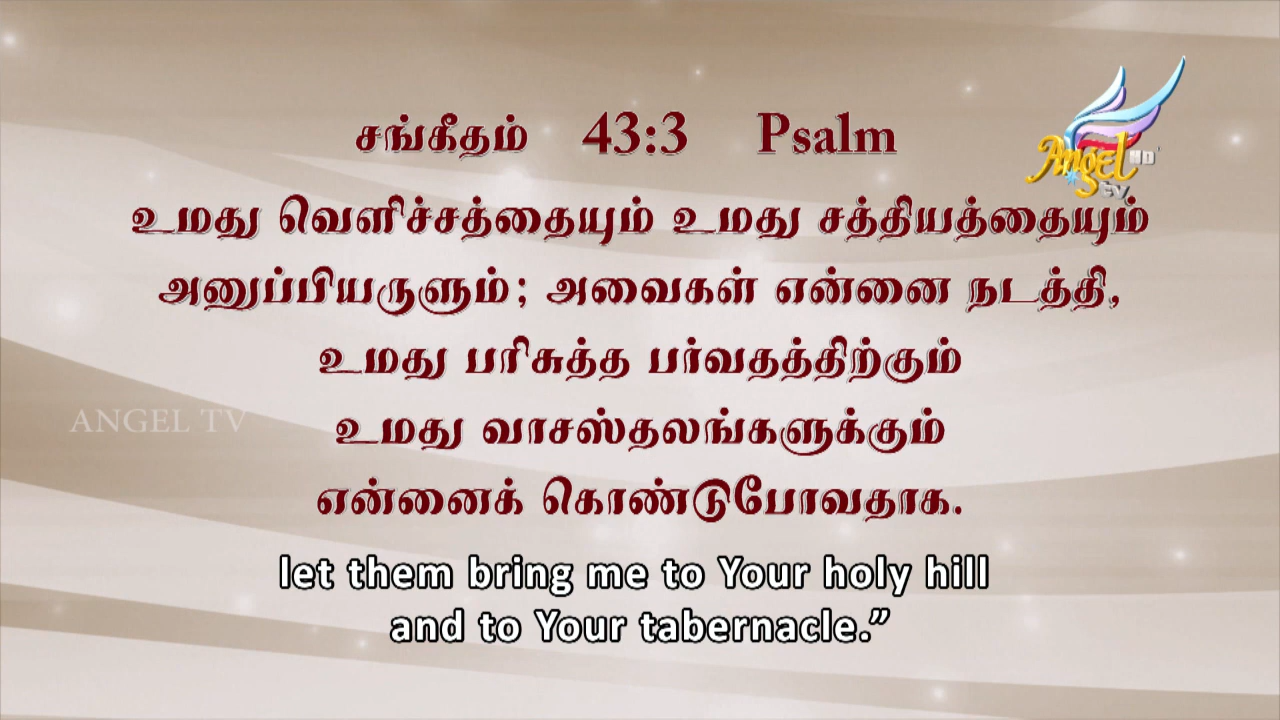 சங்கீதம் 43:3 Psalm
Angel HD
tv
உமது வெளிச்சத்தையும் உமது சத்தியத்தையும்
அனுப்பியருளும்; அவைகள் என்னை நடத்தி,
உமது பரிசுத்த பர்வதத்திற்கும்
ANGEL TV
உமது வாசஸ்தலங்களுக்கும்
என்னைக் கொண்டுபோவதாக.
let them bring me to Your holy hill
and to Your tabernacle.”